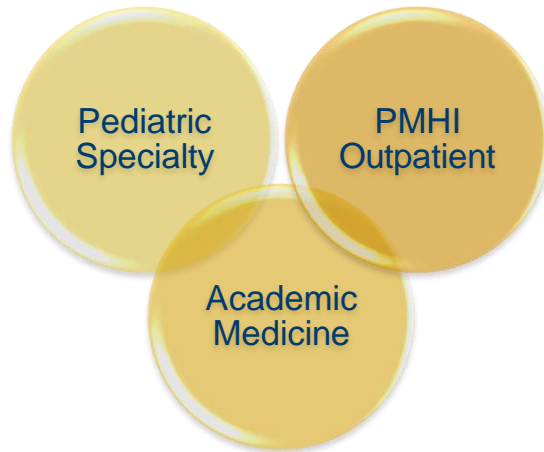 Pediatric
Specialty
PMHI
Outpatient
Academic
Medicine